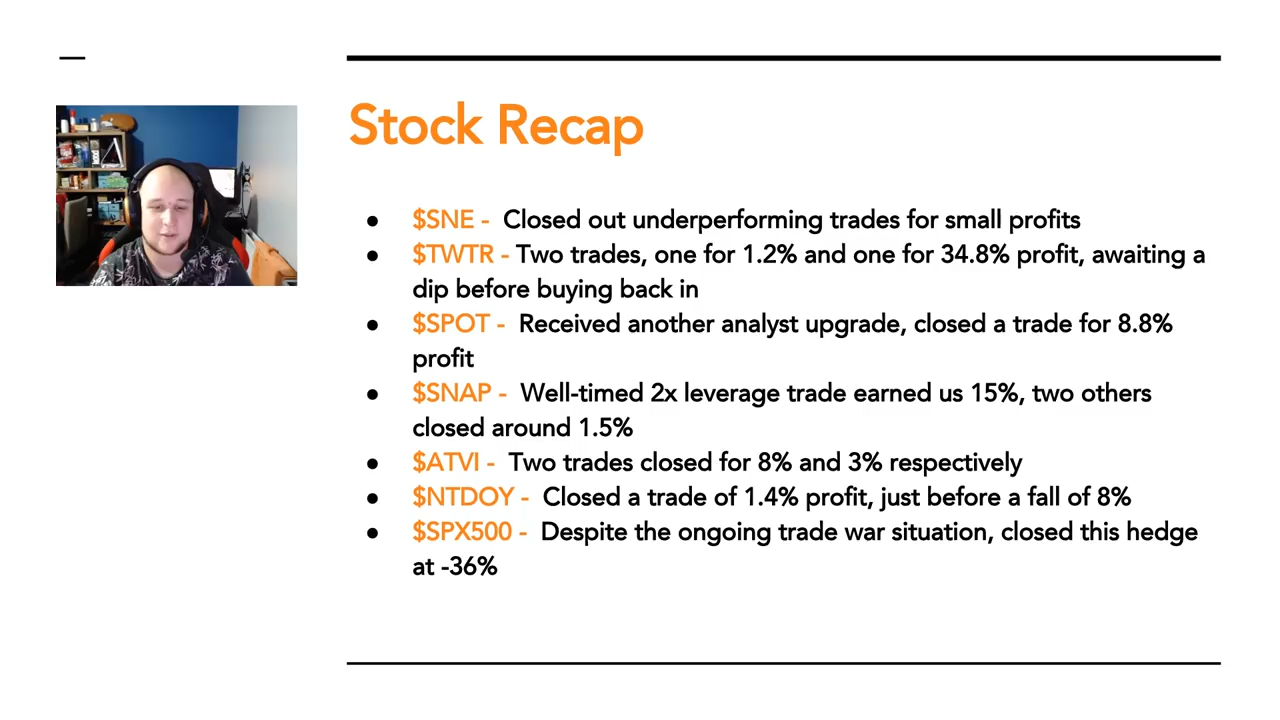 Stock Recap
● $SNE - Closed out underperforming trades for small profits
● $TWTR - Two trades, one for 1.2% and one for 34.8% profit, awaiting a
dip before buying back in
● $SPOT - Received another analyst upgrade, closed a trade for 8.8%
profit
● $SNAP - Well-timed 2x leverage trade earned us 15%, two others
closed around 1.5%
● $ATVI - Two trades closed for 8% and 3% respectively
● $NTDOY - Closed a trade of 1.4% profit, just before a fall of 8%
● $SPX500 - Despite the ongoing trade war situation, closed this hedge
at -36%